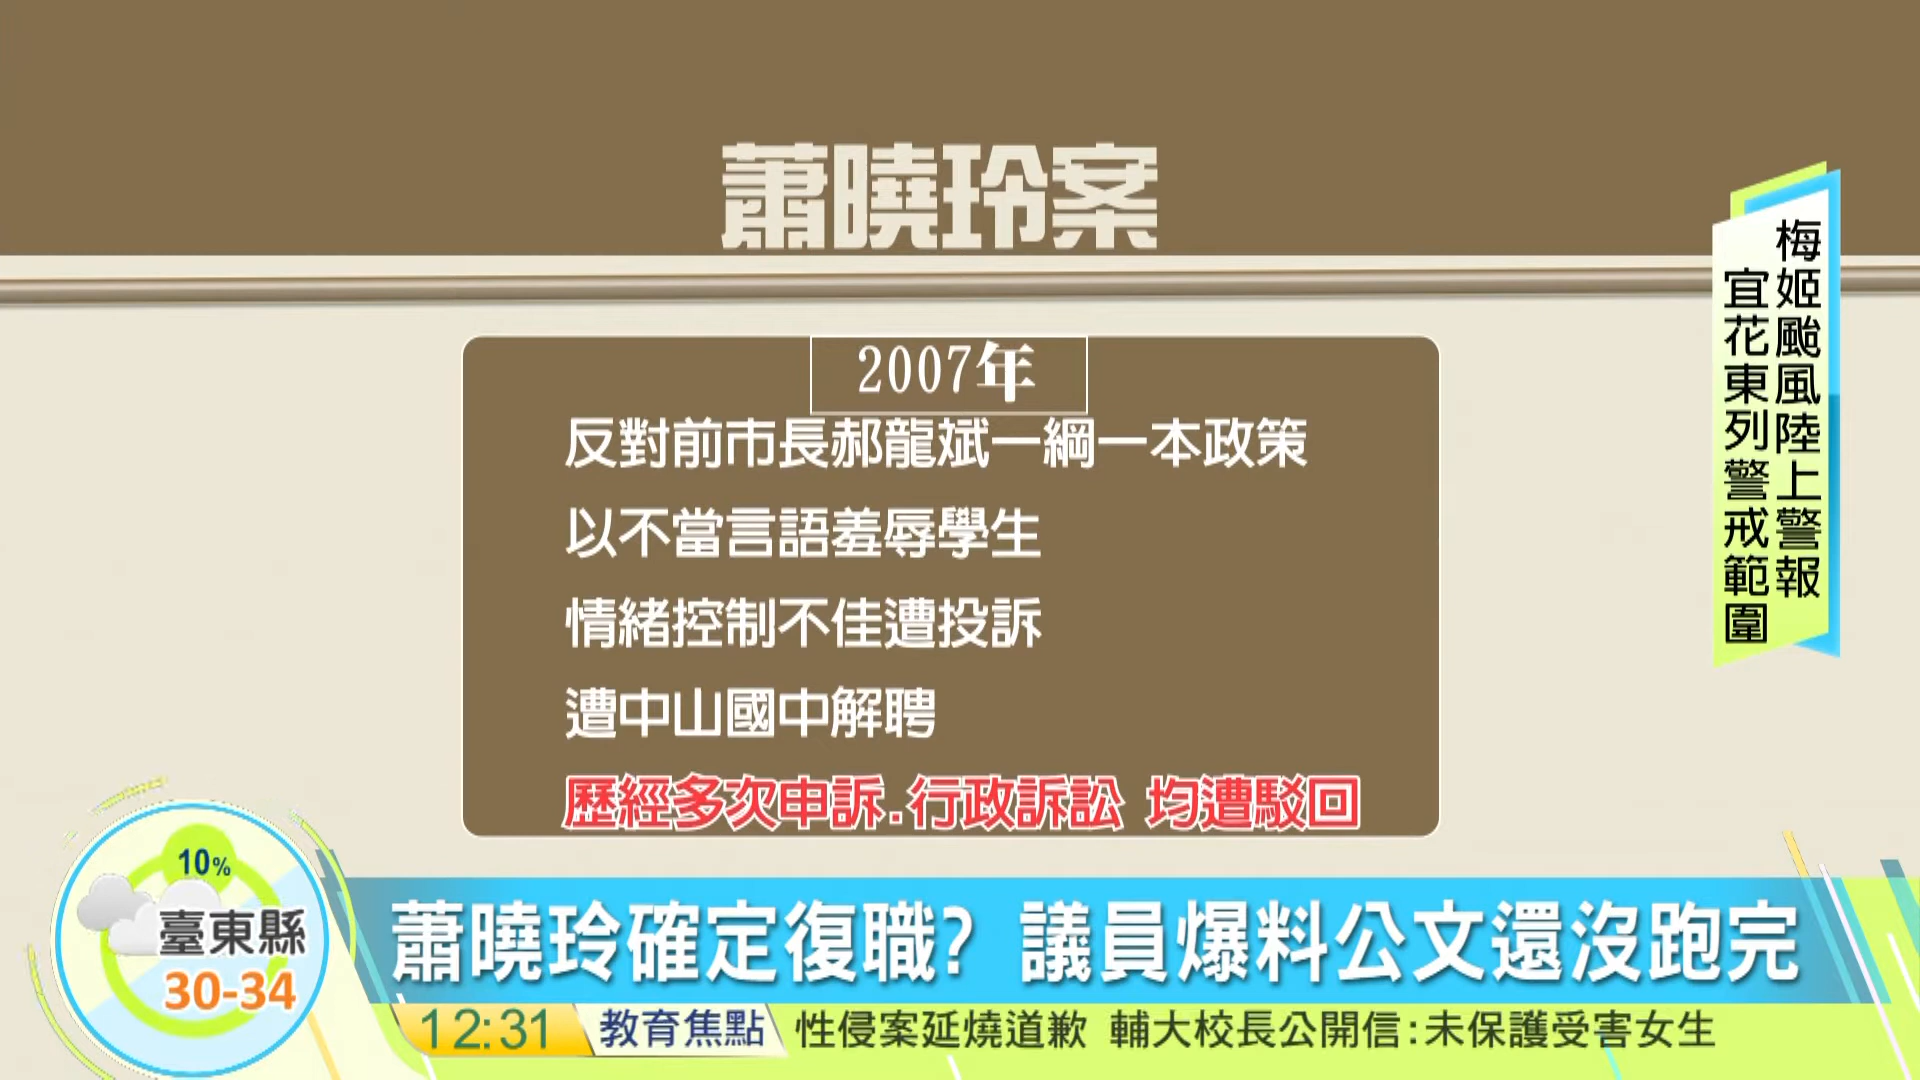 蕭曉玲案
2007年
反對前市長郝龍斌一綱一本政策
以不當言語羞辱學生
情緒控制不佳遭投訴
遭中山國中解聘
歷經多次申訴.行政訴訟 均遭駁回
梅姬颱風陸上警報
宜花東列警戒範圍
10%
臺東縣
30-34
蕭曉玲確定復職? 議員爆料公文還沒跑完
12:31 教育焦點 性侵案延燒道歉 輔大校長公開信:未保護受害女生